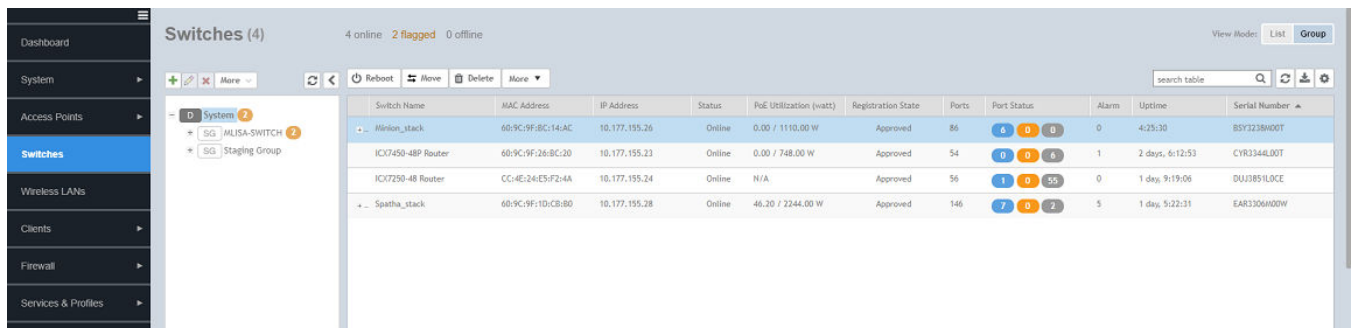 Dashboard
System
Access Points
Switches
Wireless LANs
Clients
Firewall
Services & Profiles
Switches (4)
4 online 2 flagged 0 offline
View Mode: List Group
More
Reboot Move Delete More
search table
D System 2
SG MLISA-SWITCH 2
SG Staging Group
Switch Name MAC Address IP Address Status PoE Utilization (watt) Registration State Ports Port Status Alarm Uptime Serial Number
Minion_stack 60:9C:9F:BC:14:AC 10.177.155.26 Online 0.00 / 1110.00 W Approved 86 6 0 0 0 4:25:30 BSY3238M00T
ICX7450-48P Router 60:9C:9F:26:BC:20 10.177.155.23 Online 0.00 / 748.00 W Approved 54 0 0 6 1 2 days, 6:12:53 CYR3344L00T
ICX7250-48 Router CC:4E:24:E5:F2:4A 10.177.155.24 Online N/A Approved 56 1 0 55 0 1 day, 9:19:06 DUJ3851L0CE
Spatha_stack 60:9C:9F:1D:CB:B0 10.177.155.28 Online 46.20 / 2244.00 W Approved 146 7 0 2 5 1 day, 5:22:31 EAR3306M00W